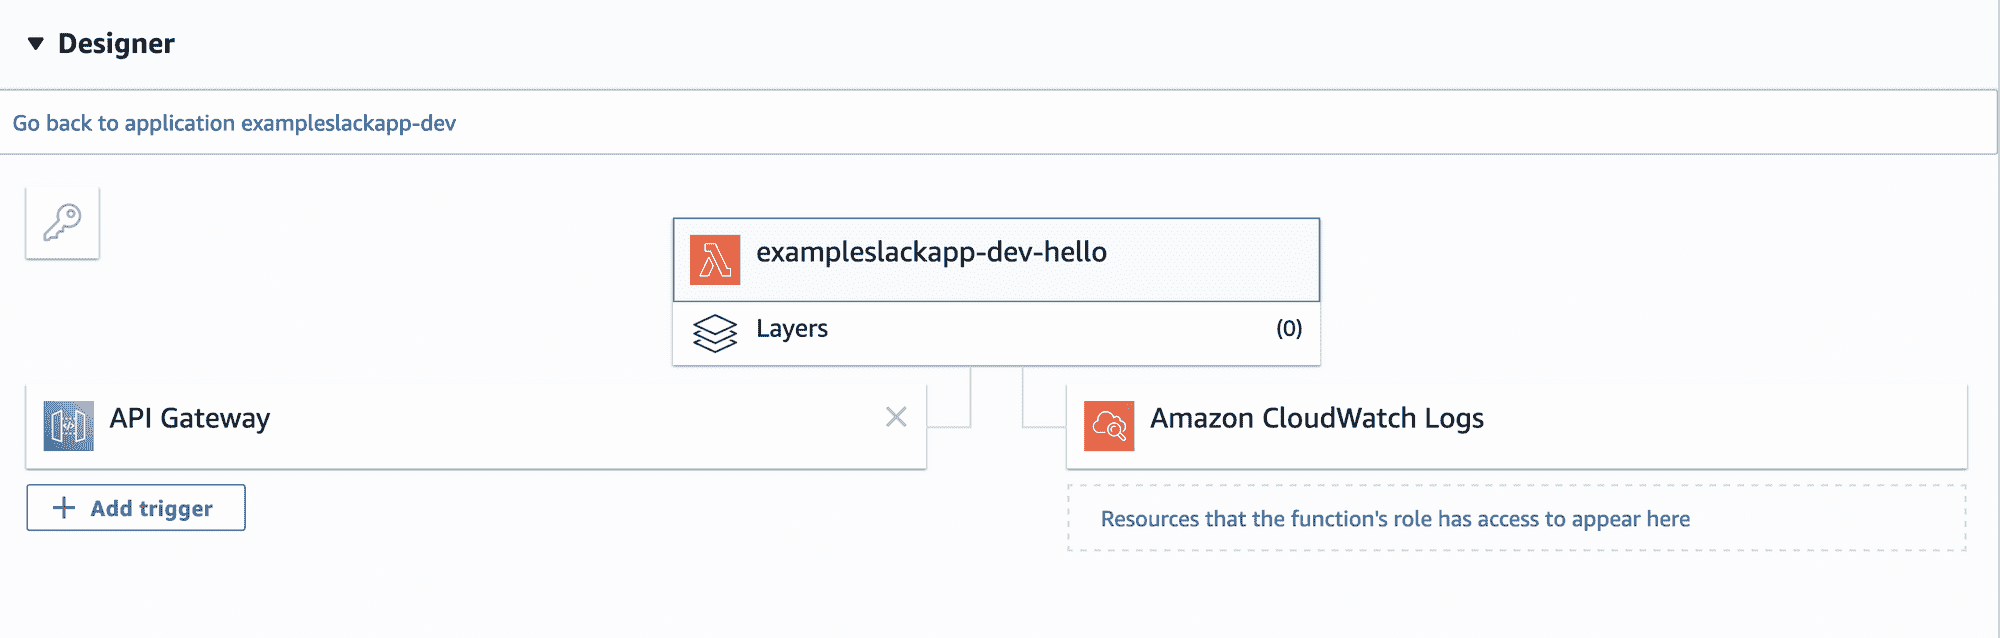 Designer
Go back to application exampleslackapp-dev
exampleslackapp-dev-hello
Layers (0)
API Gateway
Amazon CloudWatch Logs
Add trigger
Resources that the function's role has access to appear here